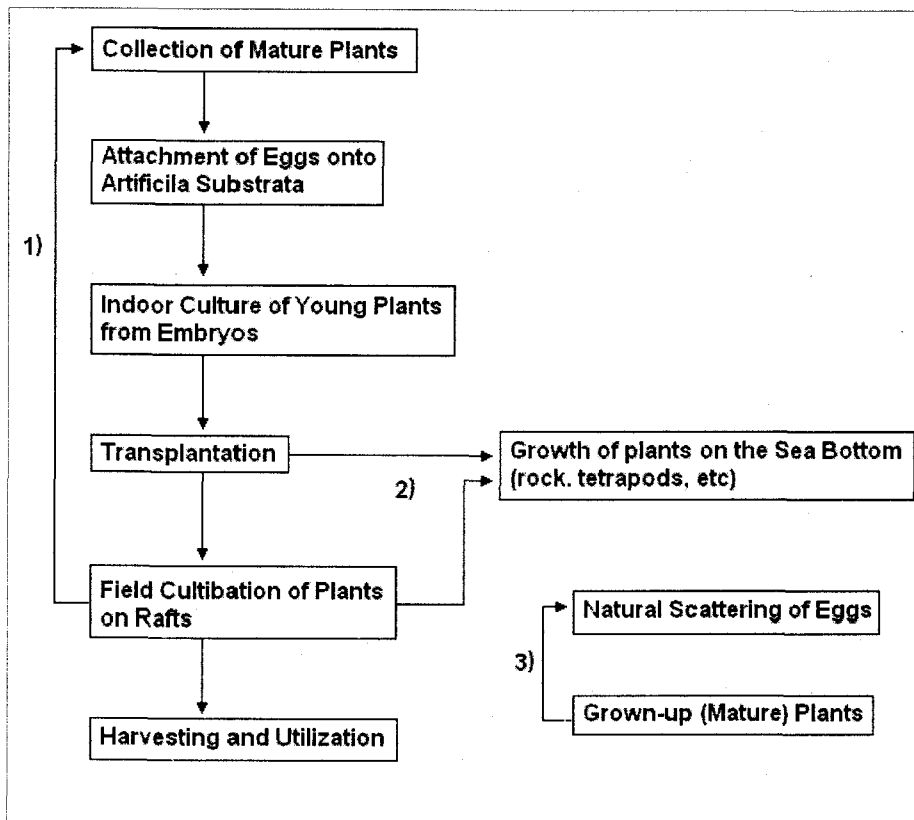 Collection of Mature Plants
Attachment of Eggs onto
Artificila Substrata
1)
Indoor Culture of Young Plants
from Embryos
Transplantation
Growth of plants on the Sea Bottom
(rock. tetrapods, etc)
2)
Field Cultibation of Plants
on Rafts
Natural Scattering of Eggs
3)
Grown-up (Mature) Plants
Harvesting and Utilization